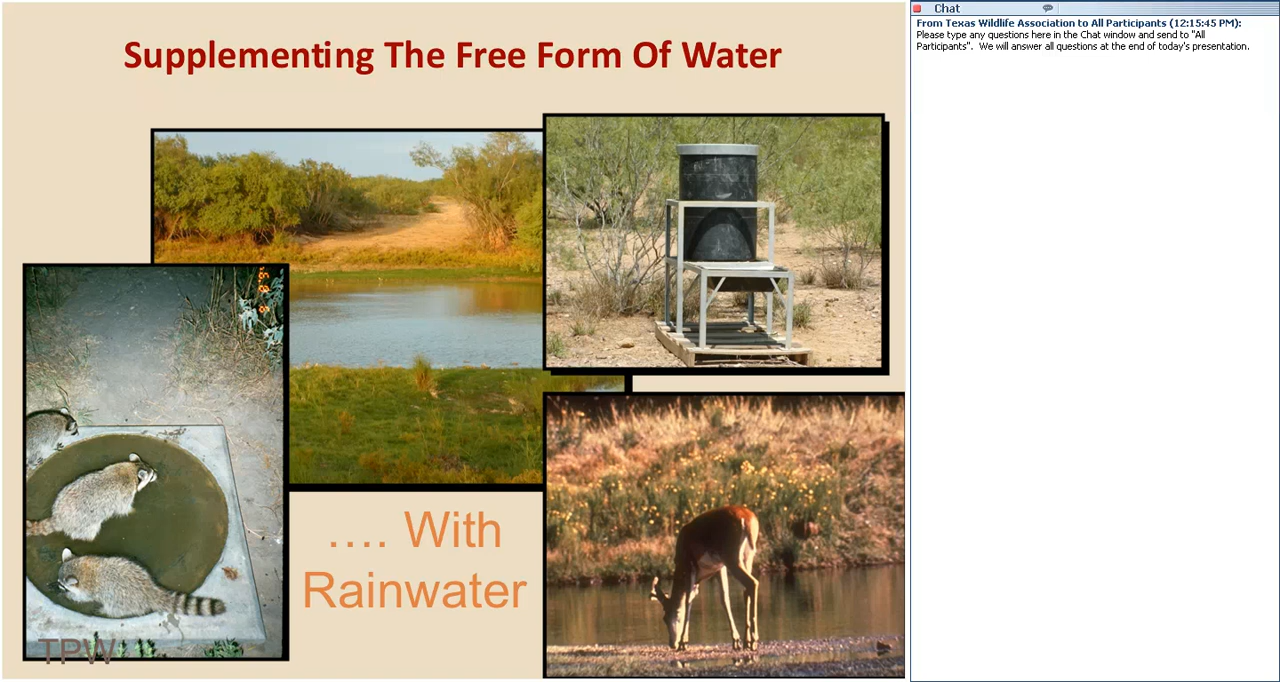 Supplementing The Free Form Of Water
.... With
Rainwater
TPW
Chat
From Texas Wildlife Association to All Participants (12:15:45 PM):
Please type any questions here in the Chat window and send to "All
Participants".  We will answer all questions at the end of today's presentation.